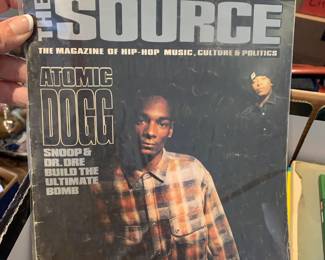 THE SOURCE
THE MAGAZINE OF HIP-HOP MUSIC, CULTURE & POLITICS
ATOMIC
DOGG
SNOOP &
DR. DRE
BUILD THE
ULTIMATE
BOMB